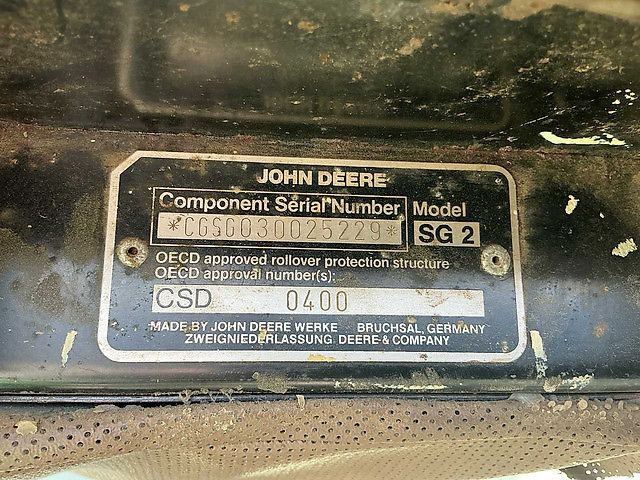 JOHN DEERE
Component Serial Number Model
*CGSG030025229* SG 2
OECD approved rollover protection structure
OECD approval number(s):
CSD 0400
MADE BY JOHN DEERE WERKE BRUCHSAL, GERMANY
ZWEIGNIEDERLASSUNG DEERE & COMPANY